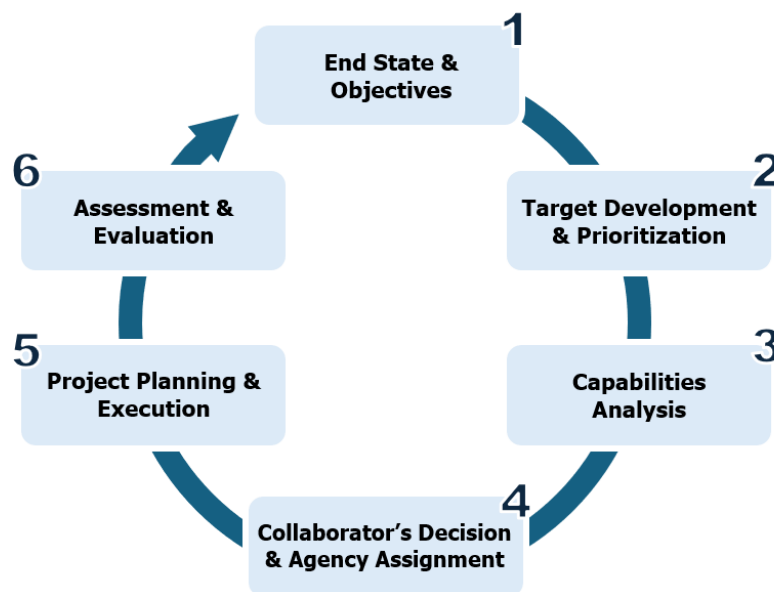 1
End State &
Objectives
2
Target Development
& Prioritization
3
Capabilities
Analysis
4
Collaborator’s Decision
& Agency Assignment
5
Project Planning &
Execution
6
Assessment &
Evaluation